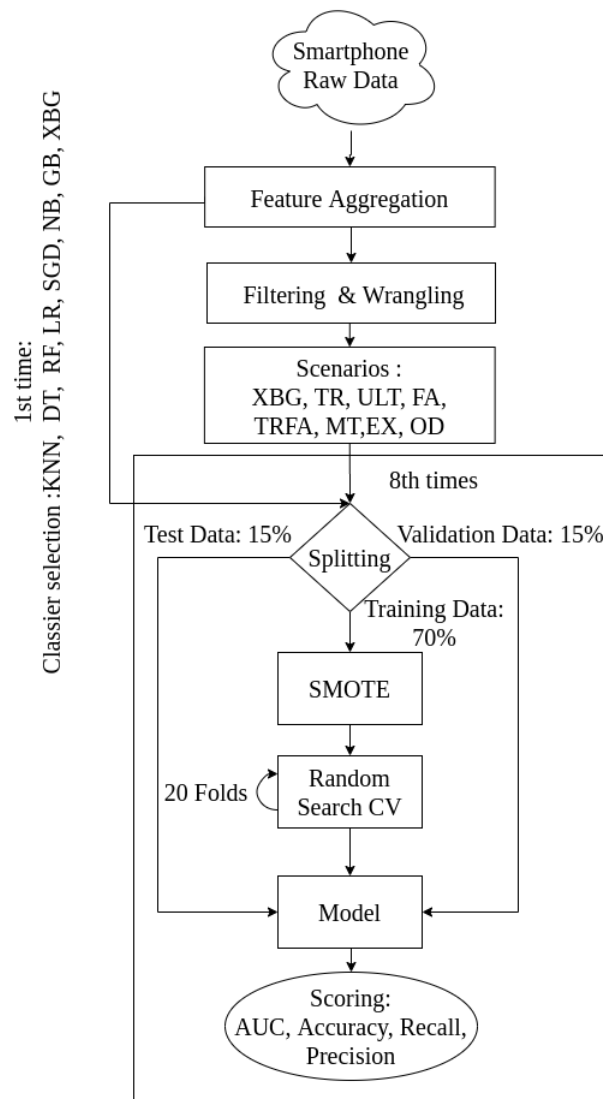 Smartphone
Raw Data
Feature Aggregation
Filtering & Wrangling
Scenarios :
XBG, TR, ULT, FA,
TRFA, MT,EX, OD
1st time:
Classier selection :KNN, DT, RF, LR, SGD, NB, GB, XBG
8th times
Test Data: 15%
Splitting
Validation Data: 15%
Training Data:
70%
SMOTE
20 Folds
Random
Search CV
Model
Scoring:
AUC, Accuracy, Recall,
Precision